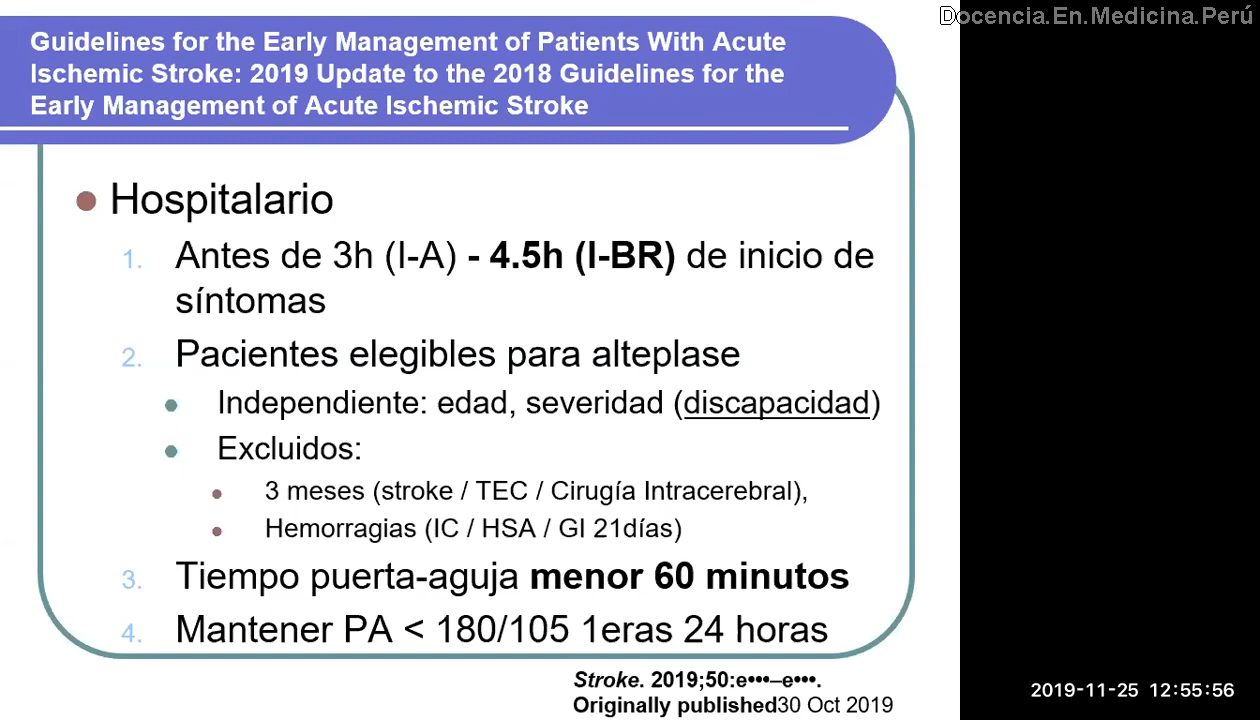 Docencia.En.Medicina.Perú
Guidelines for the Early Management of Patients With Acute
Ischemic Stroke: 2019 Update to the 2018 Guidelines for the
Early Management of Acute Ischemic Stroke
Hospitalario
1. Antes de 3h (I-A) - 4.5h (I-BR) de inicio de
síntomas
2. Pacientes elegibles para alteplase
Independiente: edad, severidad (discapacidad)
Excluidos:
3 meses (stroke / TEC / Cirugía Intracerebral),
Hemorragias (IC / HSA / GI 21días)
3. Tiempo puerta-aguja menor 60 minutos
4. Mantener PA < 180/105 1eras 24 horas
Stroke. 2019;50:e•••–e•••.
Originally published30 Oct 2019
2019-11-25 12:55:56